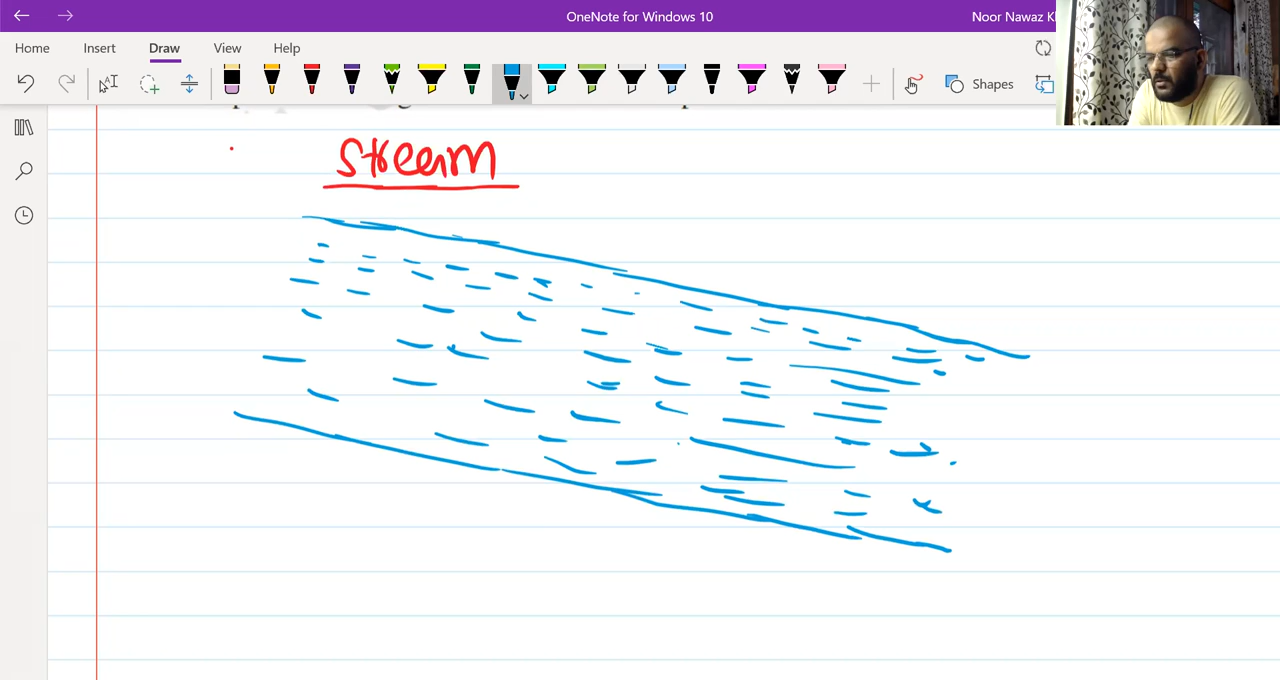 OneNote for Windows 10
Noor Nawaz
Home Insert Draw View Help
Shapes
Stream